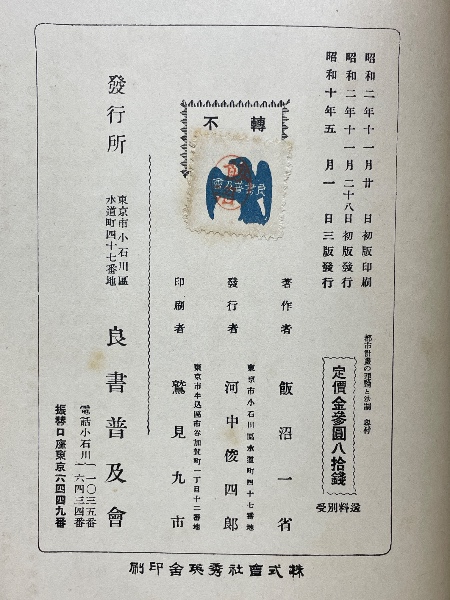 昭和二年十一月廿日初版印刷
昭和二年十一月二十八日初版發行
昭和十年五月一日三版發行
都市計畫の理論と法制
定價金參圓八拾錢
送料別受
不轉
良書普及會
著作者 飯沼一省
東京市小石川區水道町四十七番地
發行者 河中俊四郎
東京市牛込區市谷加賀町一丁目十二番地
印刷者 鷲見九市
發行所
東京市小石川區
水道町四十七番地
良書普及會
電話小石川 一〇三五番
六四三四番
振替口座東京六四四九番
株式會社秀英舍印刷